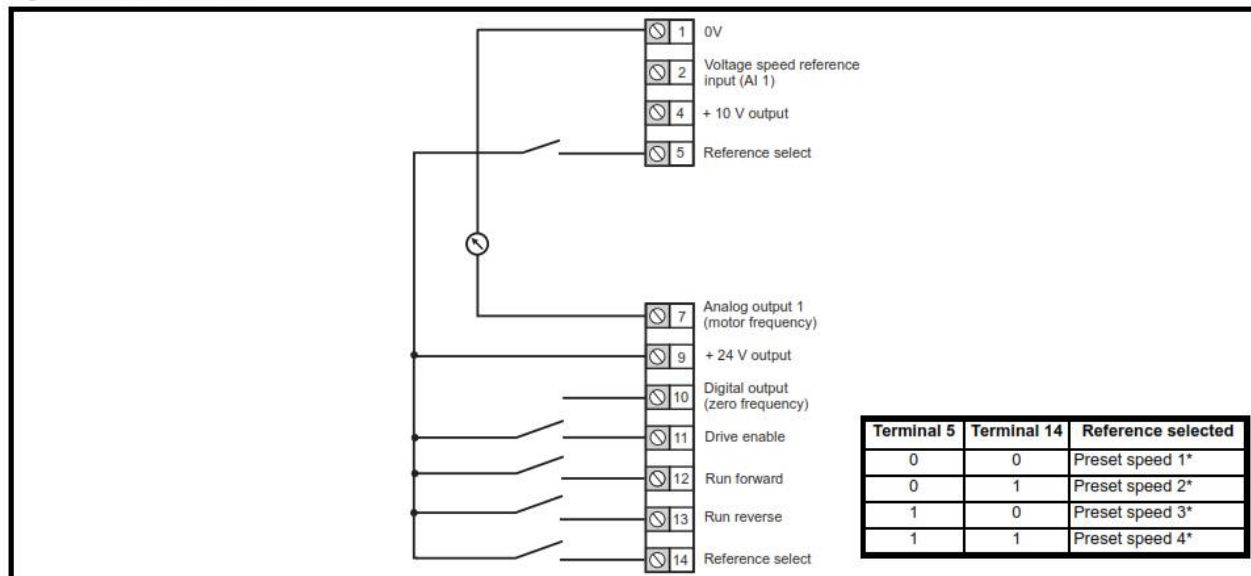 1 0V
2 Voltage speed reference
input (AI 1)
4 + 10 V output
5 Reference select
7 Analog output 1
(motor frequency)
9 + 24 V output
10 Digital output
(zero frequency)
11 Drive enable
12 Run forward
13 Run reverse
14 Reference select
Terminal 5 Terminal 14 Reference selected
0 0 Preset speed 1*
0 1 Preset speed 2*
1 0 Preset speed 3*
1 1 Preset speed 4*